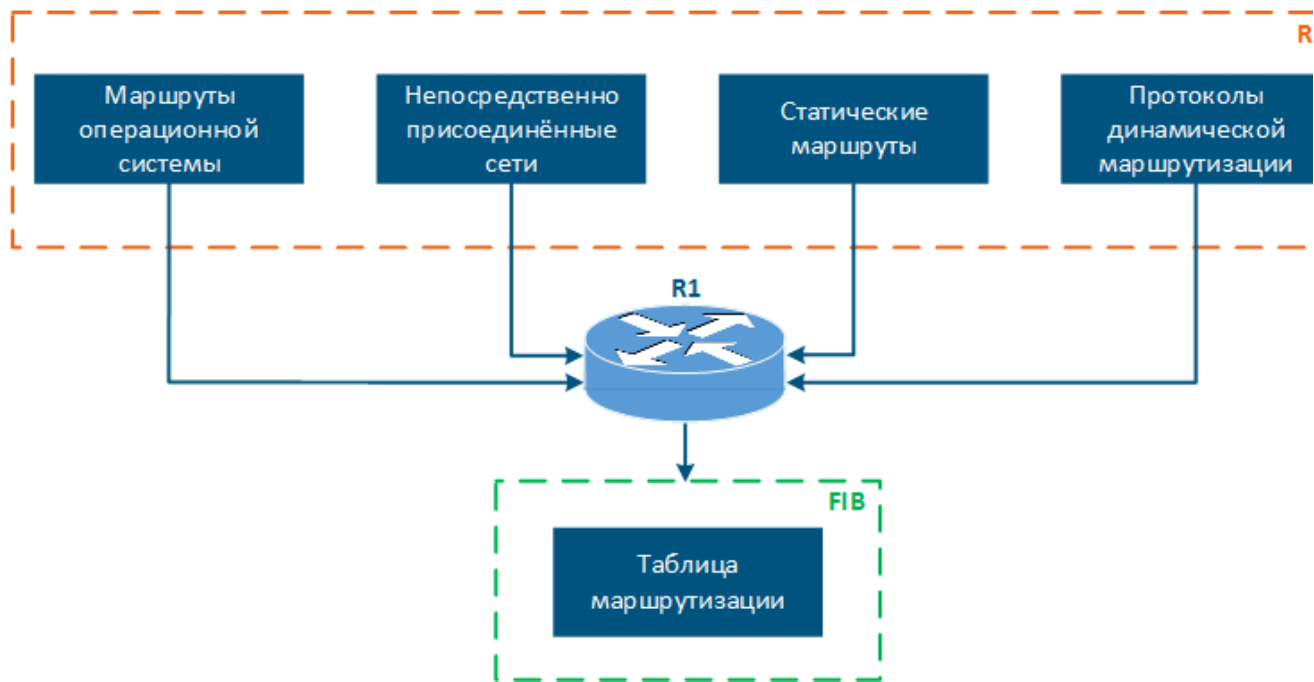 R
Маршруты
операционной
системы
Непосредственно
присоединённые
сети
Статические
маршруты
Протоколы
динамической
маршрутизации
R1
FIB
Таблица
маршрутизации